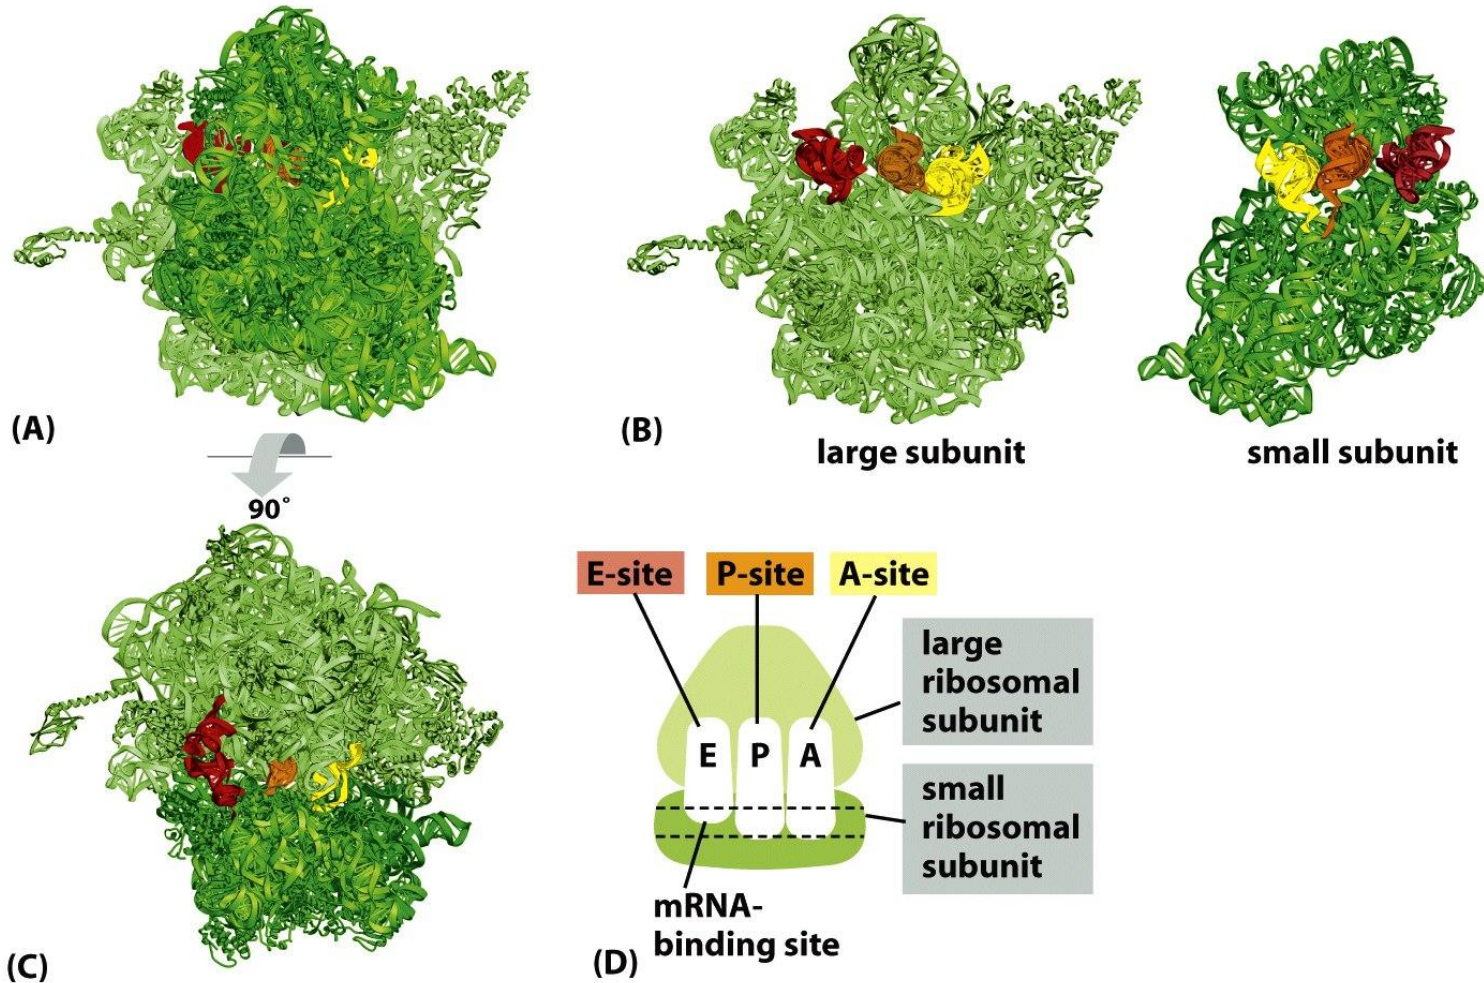 (A)
(B)
large subunit
small subunit
90°
(C)
E-site
P-site
A-site
E
P
A
large
ribosomal
subunit
small
ribosomal
subunit
mRNA-
binding site
(D)